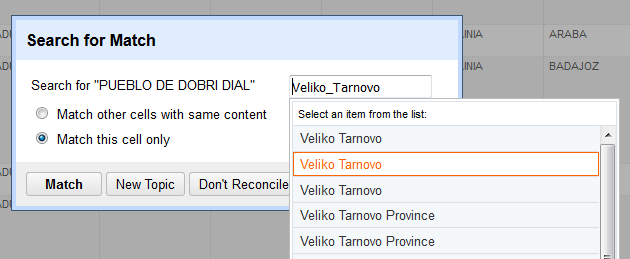 Search for Match
Search for "PUEBLO DE DOBRI DIAL"
Veliko_Tarnovo
Match other cells with same content
Match this cell only
Match
New Topic
Don't Reconcile
Select an item from the list:
Veliko Tarnovo
Veliko Tarnovo
Veliko Tarnovo
Veliko Tarnovo Province
Veliko Tarnovo Province
ARABA
BADAJOZ